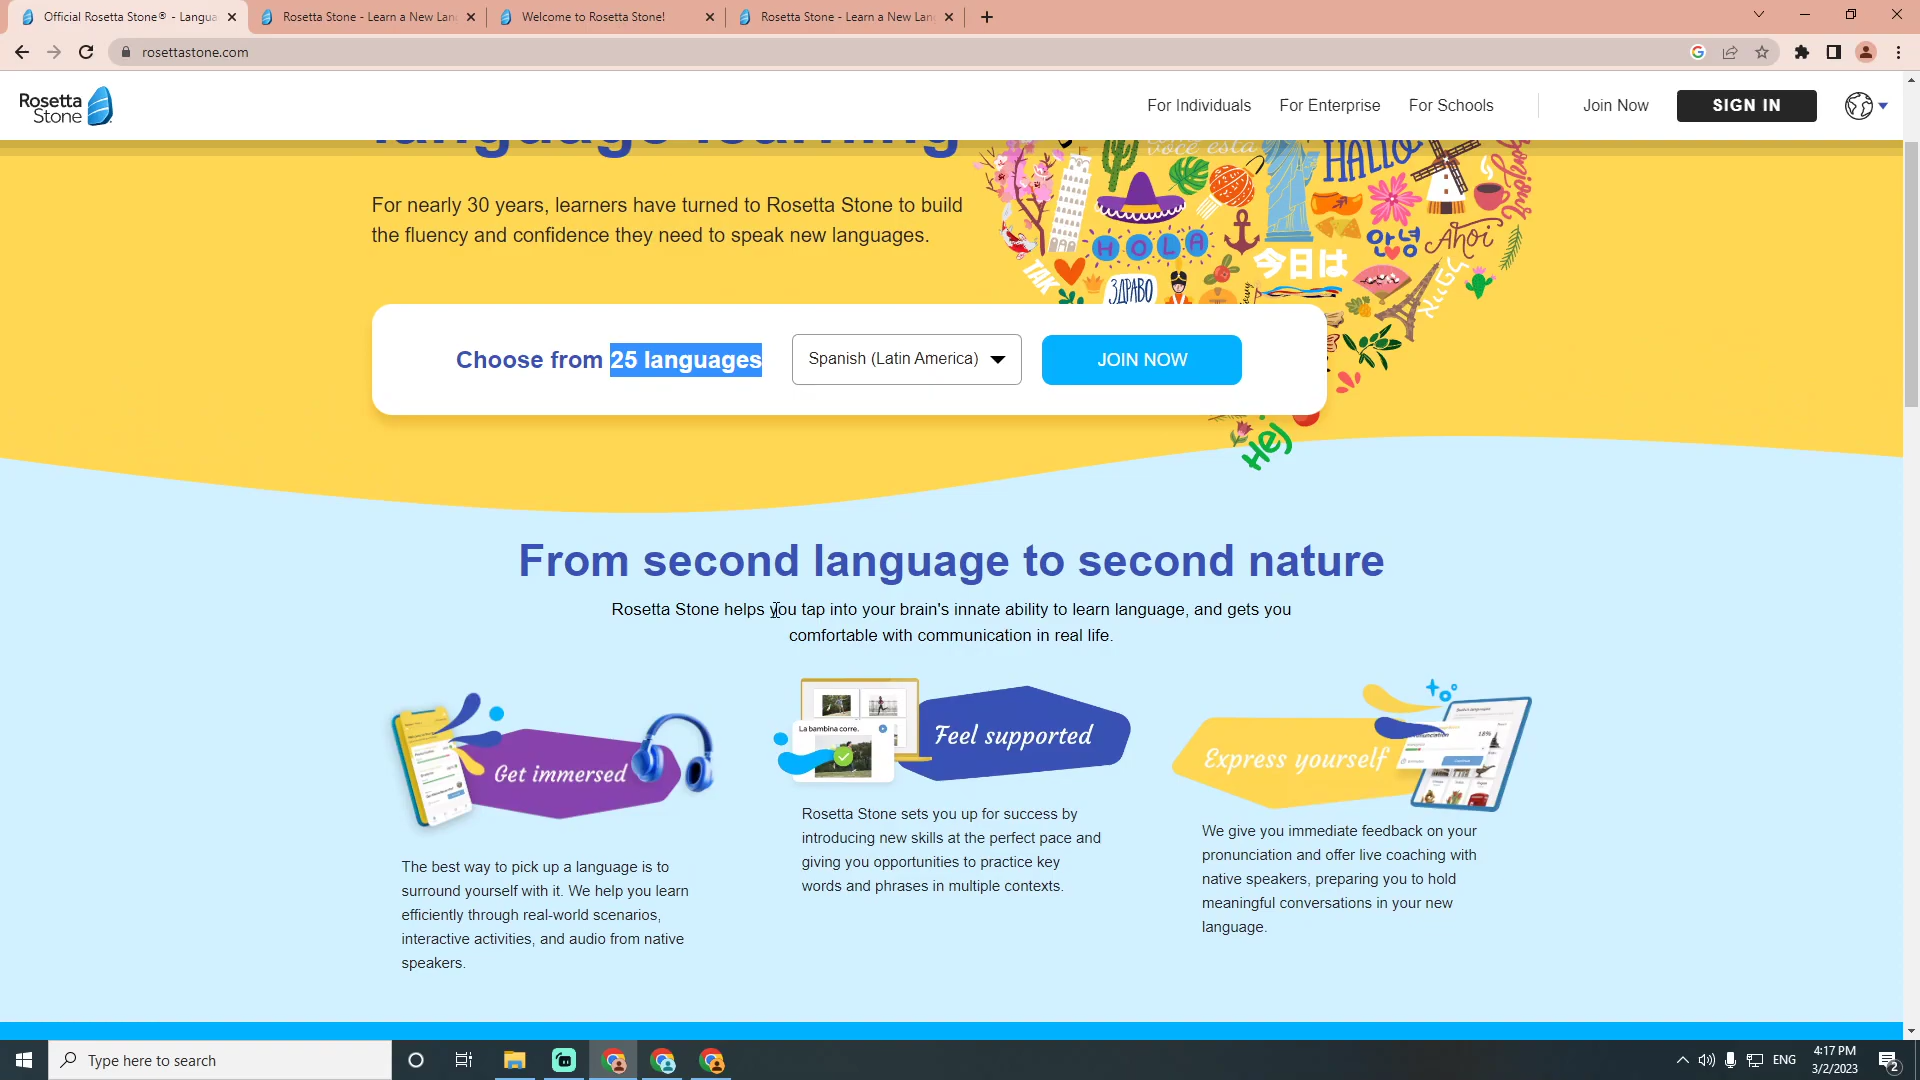 Official Rosetta Stone® - Langua
Rosetta Stone - Learn a New Lan
Welcome to Rosetta Stone!
Rosetta Stone - Learn a New Lan
rosettastone.com
Rosetta
Stone
For Individuals
For Enterprise
For Schools
Join Now
SIGN IN
language learning
For nearly 30 years, learners have turned to Rosetta Stone to build
the fluency and confidence they need to speak new languages.
você está
HALLO
Bonjour
HOLA
안녕
Ahoi
今日は
TAK
ЗДРАВО
Hej
Choose from 25 languages
Spanish (Latin America)
JOIN NOW
From second language to second nature
Rosetta Stone helps you tap into your brain's innate ability to learn language, and gets you
comfortable with communication in real life.
Get immersed
The best way to pick up a language is to
surround yourself with it. We help you learn
efficiently through real-world scenarios,
interactive activities, and audio from native
speakers.
La bambina corre.
Feel supported
Rosetta Stone sets you up for success by
introducing new skills at the perfect pace and
giving you opportunities to practice key
words and phrases in multiple contexts.
Express yourself
We give you immediate feedback on your
pronunciation and offer live coaching with
native speakers, preparing you to hold
meaningful conversations in your new
language.
Type here to search
ENG
4:17 PM
3/2/2023
2